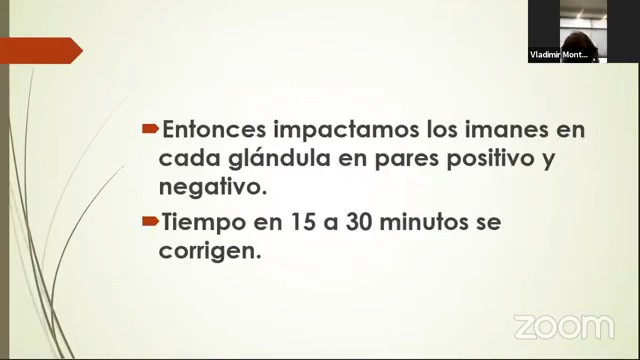 Vladimir Mont...
Entonces impactamos los imanes en
cada glándula en pares positivo y
negativo.
Tiempo en 15 a 30 minutos se
corrigen.
zoom